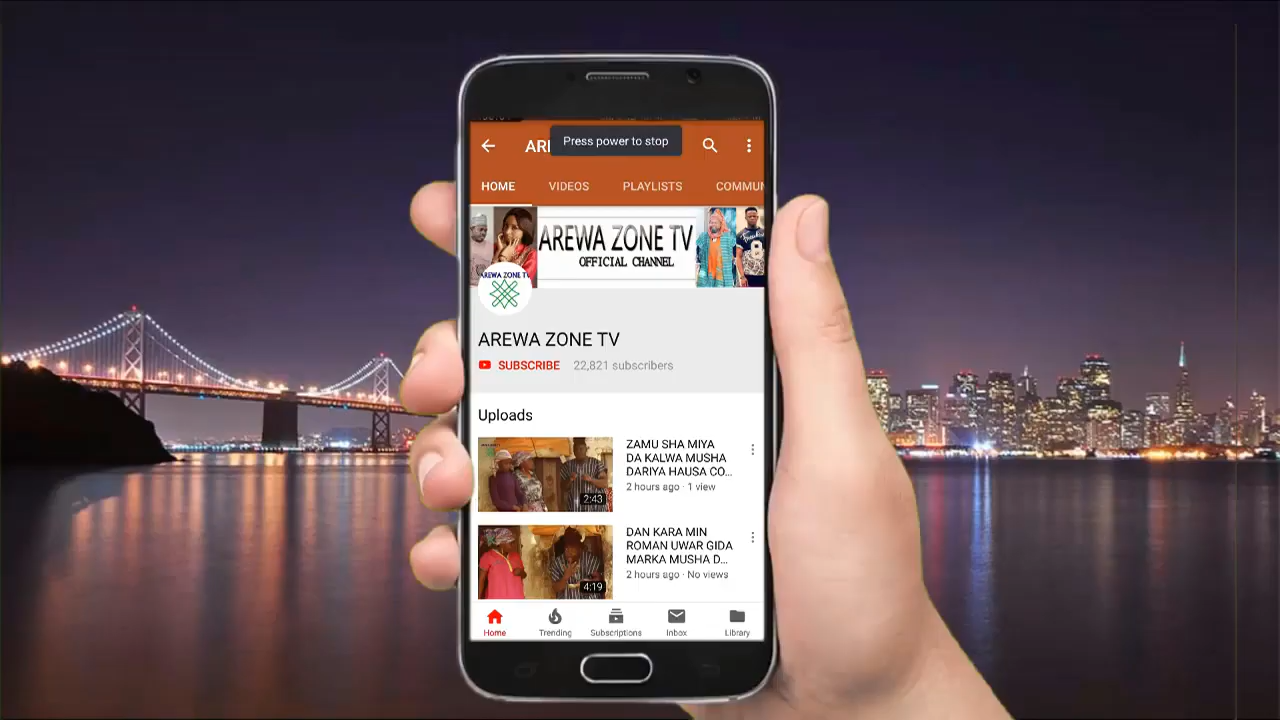 AREWA
Press power to stop
HOME VIDEOS PLAYLISTS COMMUN
AREWA ZONE TV
OFFICIAL CHANNEL
AREWA ZONE TV
AREWA ZONE TV
SUBSCRIBE 22,821 subscribers
Uploads
ZAMU SHA MIYA
DA KALWA MUSHA
DARIYA HAUSA CO...
2 hours ago · 1 view
2:43
DAN KARA MIN
ROMAN UWAR GIDA
MARKA MUSHA D...
2 hours ago · No views
4:19
Home Trending Subscriptions Inbox Library